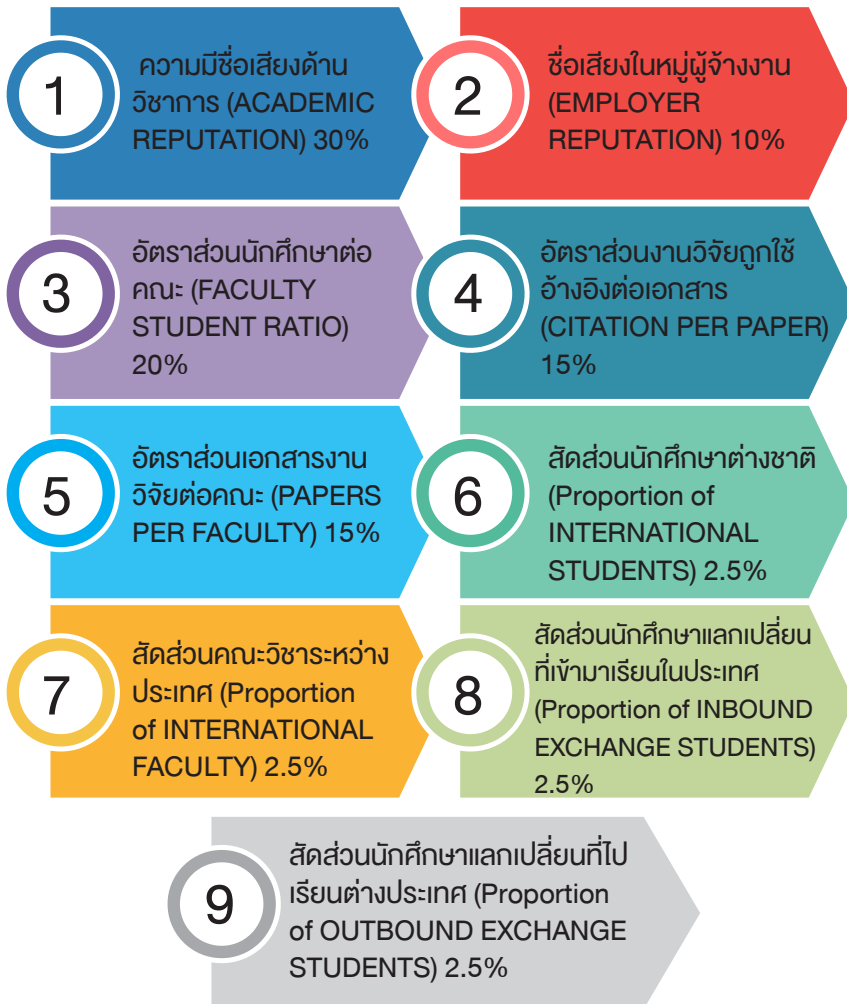 1
ความมีชื่อเสียงด้าน
วิชาการ (ACADEMIC
REPUTATION) 30%
2
ชื่อเสียงในหมู่ผู้จ้างงาน
(EMPLOYER
REPUTATION) 10%
3
อัตราส่วนนักศึกษาต่อ
คณะ (FACULTY
STUDENT RATIO)
20%
4
อัตราส่วนงานวิจัยถูกใช้
อ้างอิงต่อเอกสาร
(CITATION PER PAPER)
15%
5
อัตราส่วนเอกสารงาน
วิจัยต่อคณะ (PAPERS
PER FACULTY) 15%
6
สัดส่วนนักศึกษาต่างชาติ
(Proportion of
INTERNATIONAL
STUDENTS) 2.5%
7
สัดส่วนคณะวิชาระหว่าง
ประเทศ (Proportion
of INTERNATIONAL
FACULTY) 2.5%
8
สัดส่วนนักศึกษาแลกเปลี่ยน
ที่เข้ามาเรียนในประเทศ
(Proportion of INBOUND
EXCHANGE STUDENTS)
2.5%
9
สัดส่วนนักศึกษาแลกเปลี่ยนที่ไป
เรียนต่างประเทศ (Proportion
of OUTBOUND EXCHANGE
STUDENTS) 2.5%